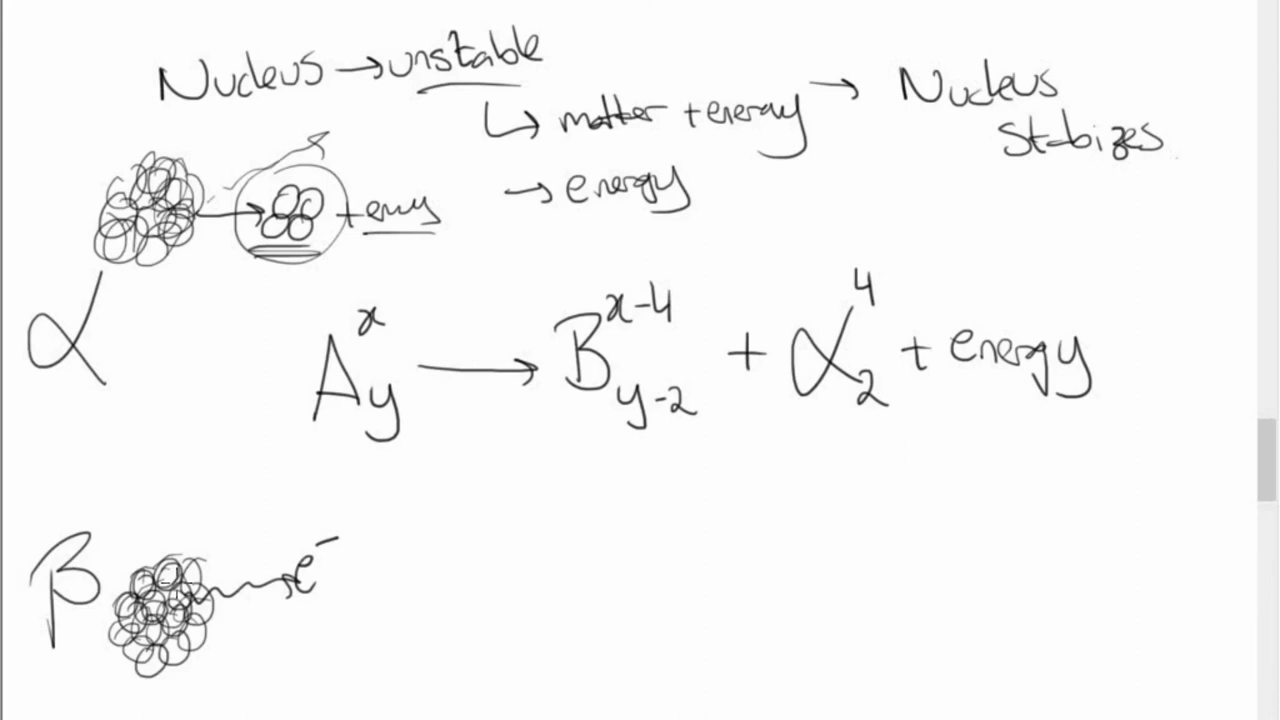 Nucleus → unstable
↳ matter + energy → Nucleus
Stabizes
→ energy
+
α
A^x_y → B^{x-4}_{y-2} + α^4_2 + energy
β
e^-